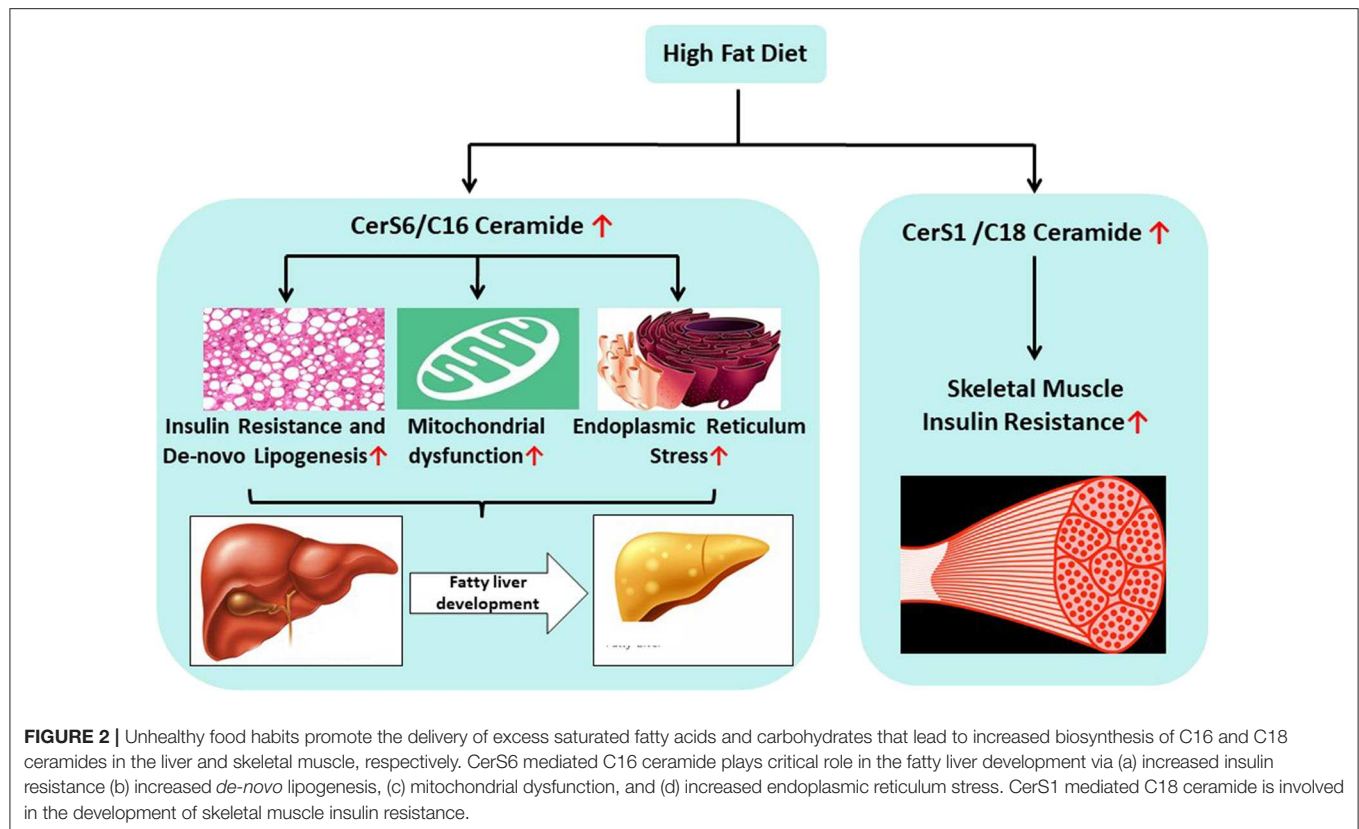 High Fat Diet
CerS6/C16 Ceramide ↑
CerS1 /C18 Ceramide ↑
Insulin Resistance and
De-novo Lipogenesis↑
Mitochondrial
dysfunction↑
Endoplasmic Reticulum
Stress↑
Skeletal Muscle
Insulin Resistance↑
Fatty liver
development
FIGURE 2 | Unhealthy food habits promote the delivery of excess saturated fatty acids and carbohydrates that lead to increased biosynthesis of C16 and C18
ceramides in the liver and skeletal muscle, respectively. CerS6 mediated C16 ceramide plays critical role in the fatty liver development via (a) increased insulin
resistance (b) increased de-novo lipogenesis, (c) mitochondrial dysfunction, and (d) increased endoplasmic reticulum stress. CerS1 mediated C18 ceramide is involved
in the development of skeletal muscle insulin resistance.